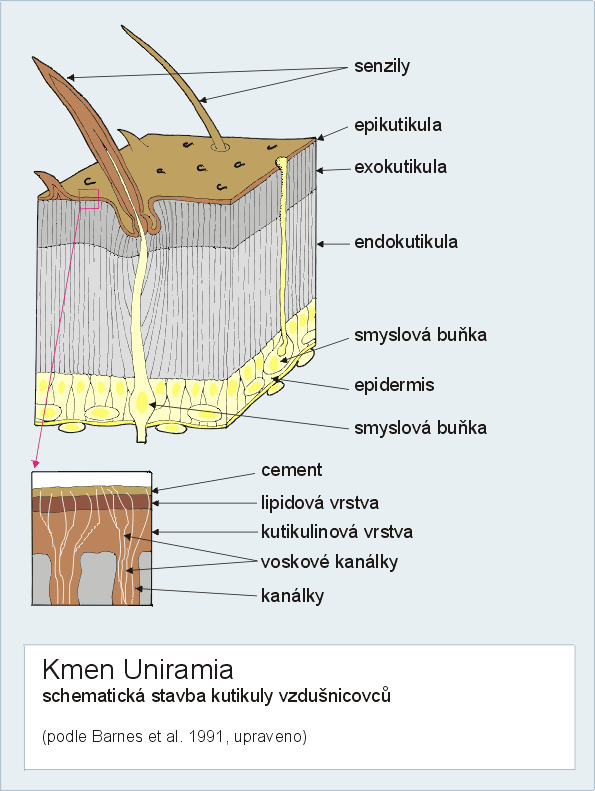 senzily
epikutikula
exokutikula
endokutikula
smyslová buňka
epidermis
smyslová buňka
cement
lipidová vrstva
kutikulinová vrstva
voskové kanálky
kanálky
Kmen Uniramia
schematická stavba kutikuly vzdušnicovců
(podle Barnes et al. 1991, upraveno)